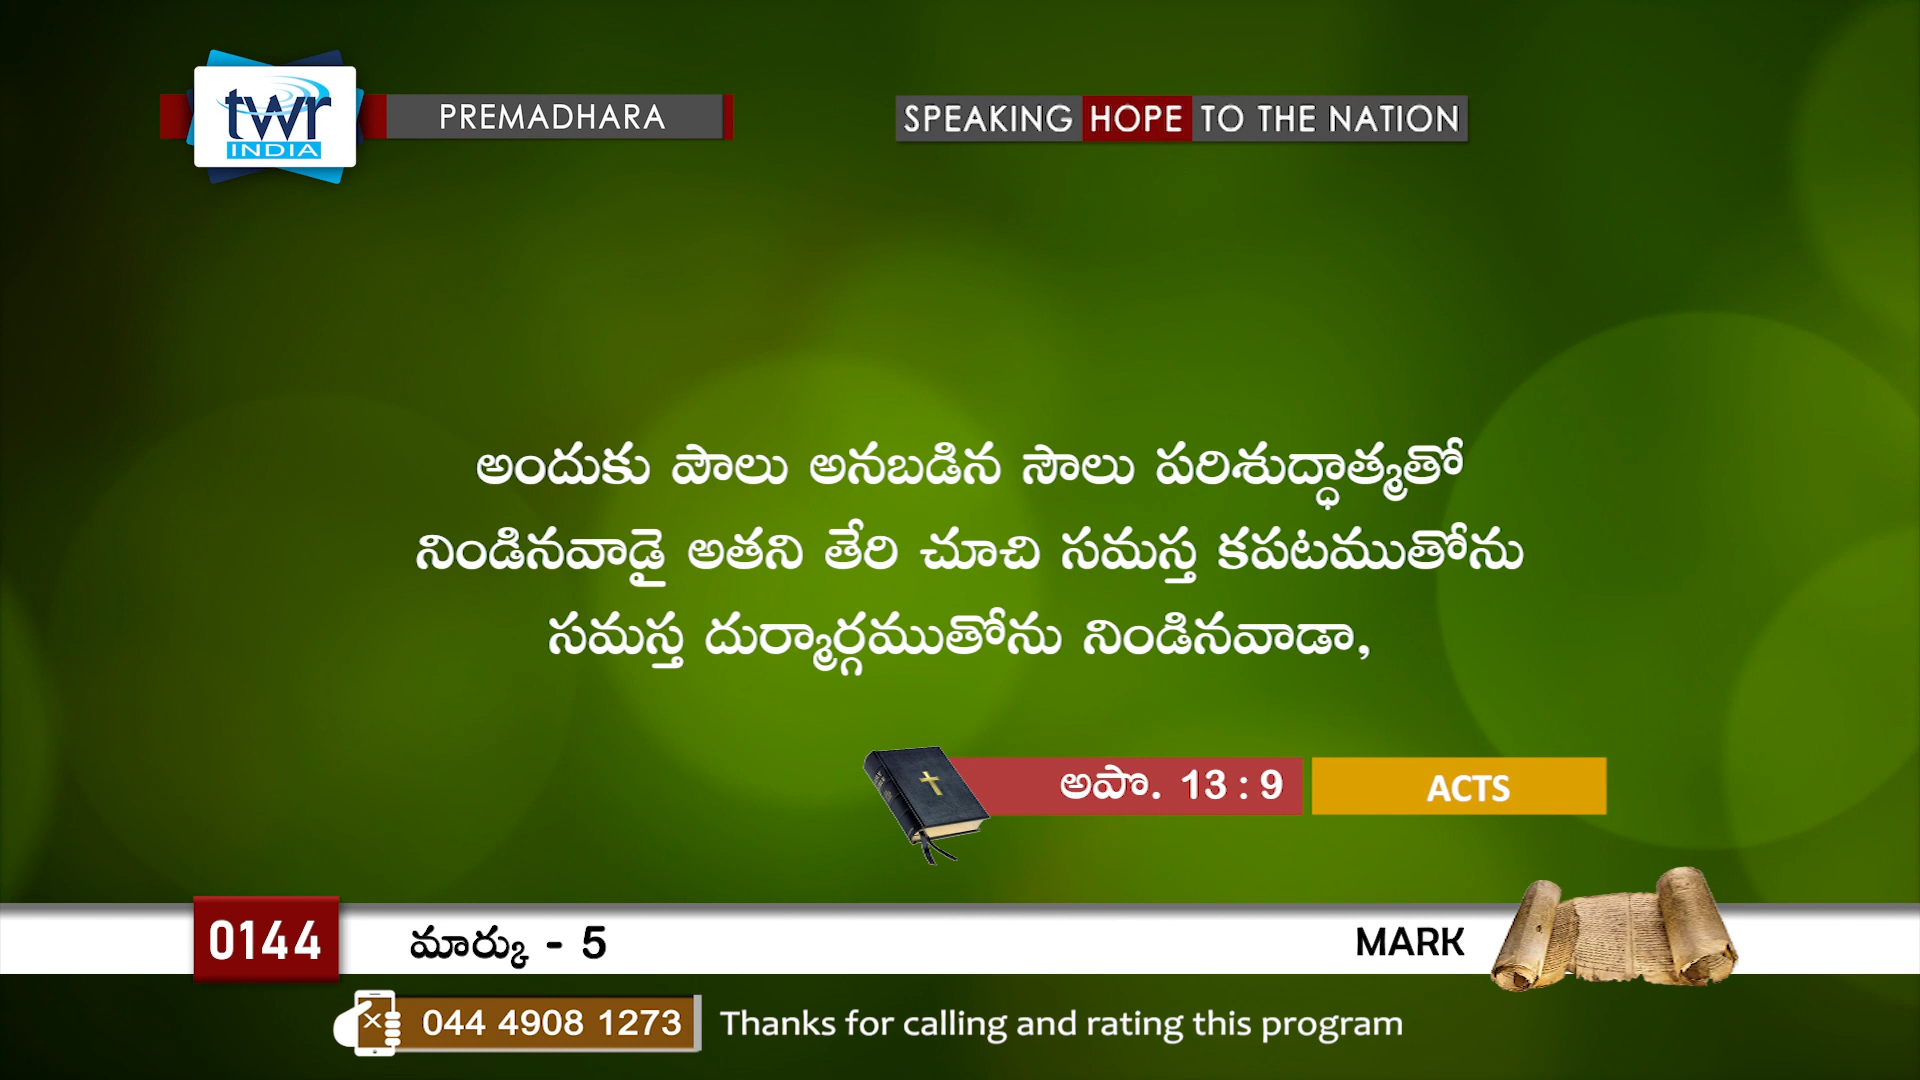 twr
INDIA
PREMADHARA
SPEAKING HOPE TO THE NATION
అందుకు పౌలు అనబడిన సౌలు పరిశుద్ధాత్మతో
నిండినవాడై అతని తేరి చూచి సమస్త కపటముతోను
సమస్త దుర్మార్గముతోను నిండినవాడా,
అపొ. 13 : 9
ACTS
0144
మార్కు - 5
MARK
044 4908 1273
Thanks for calling and rating this program